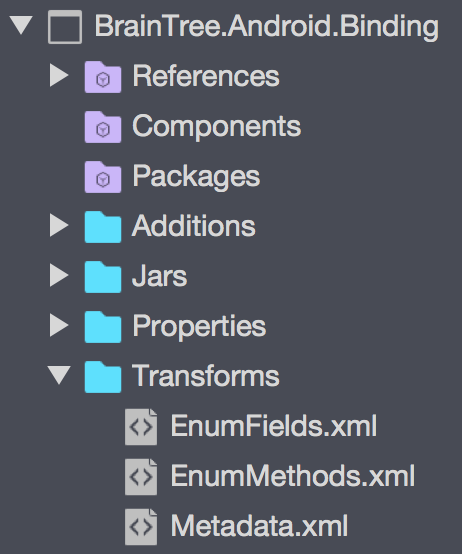 BrainTree.Android.Binding
References
Components
Packages
Additions
Jars
Properties
Transforms
EnumFields.xml
EnumMethods.xml
Metadata.xml